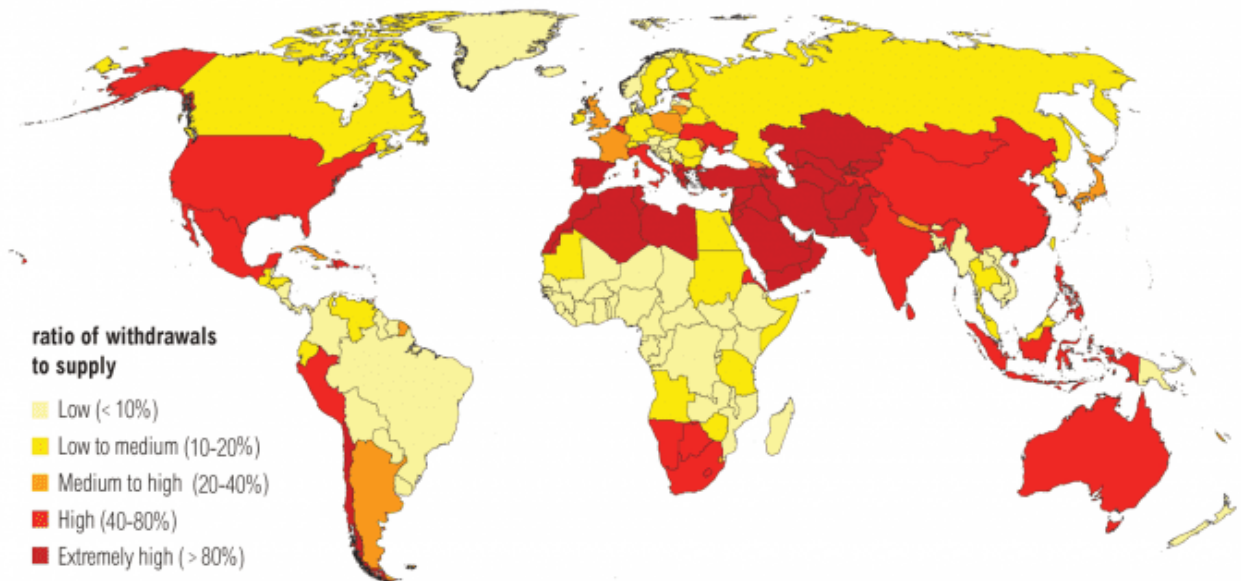 ratio of withdrawals
to supply
Low (< 10%)
Low to medium (10-20%)
Medium to high (20-40%)
High (40-80%)
Extremely high (> 80%)